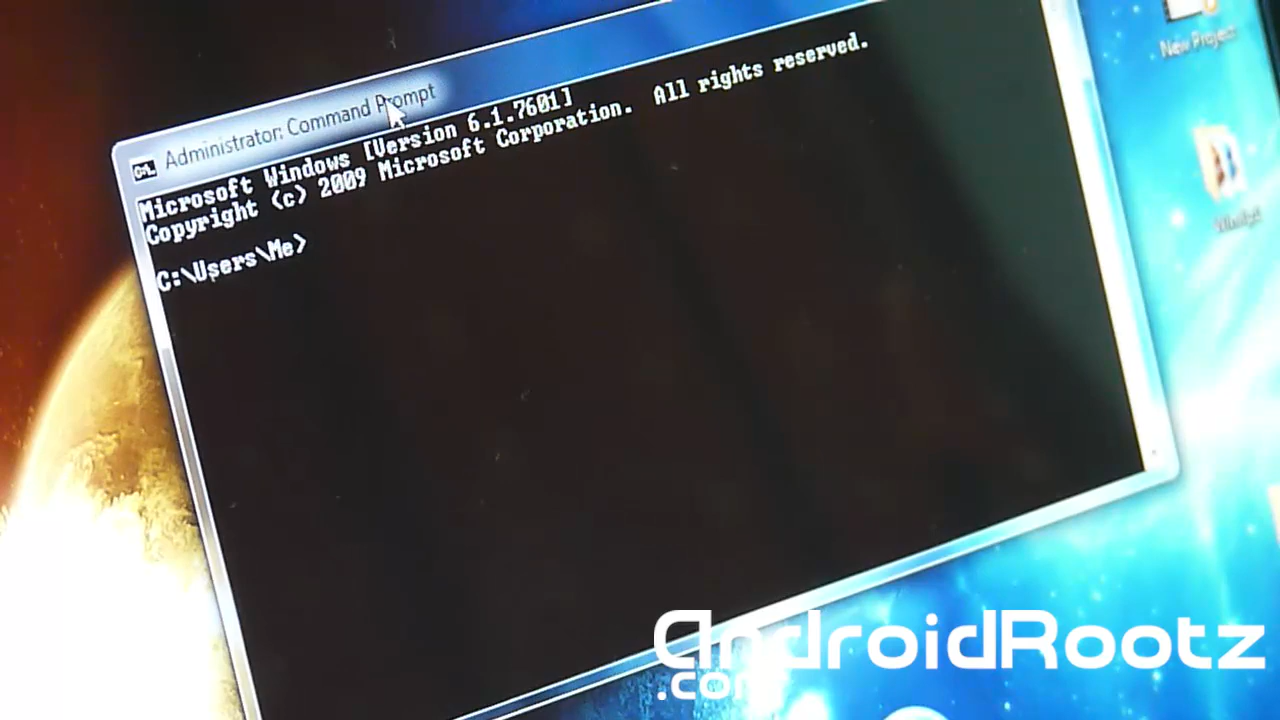 New Project
Administrator: Command Prompt
Microsoft Windows [Version 6.1.7601]
Copyright (c) 2009 Microsoft Corporation.  All rights reserved.
C:\Users\Me>
AndroidRootz
.com